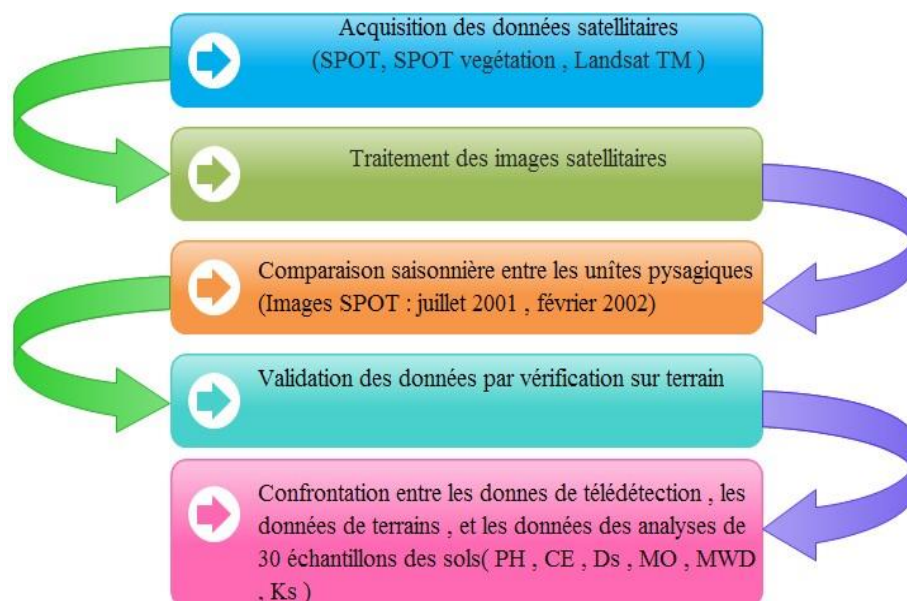 Acquisition des données satellitaires
(SPOT, SPOT vegétation , Landsat TM )
Traitement des images satellitaires
Comparaison saisonnière entre les unîtes pysagiques
(Images SPOT : juillet 2001 , février 2002)
Validation des données par vérification sur terrain
Confrontation entre les donnes de télédétection , les
données de terrains , et les données des analyses de
30 échantillons des sols( PH , CE , Ds , MO , MWD
, Ks )